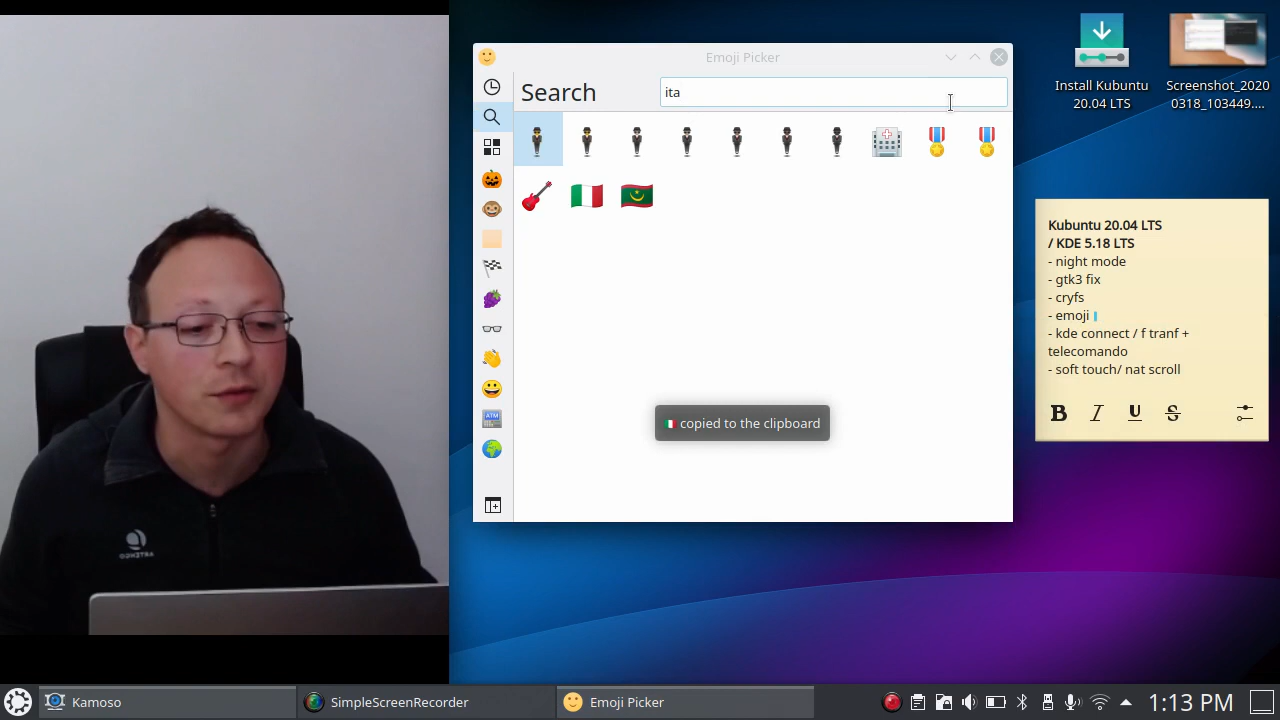 Emoji Picker
Search
ita
ATM
copied to the clipboard
Install Kubuntu
20.04 LTS
Screenshot_2020
0318_103449....
Kubuntu 20.04 LTS
/ KDE 5.18 LTS
- night mode
- gtk3 fix
- cryfs
- emoji
- kde connect / f tranf +
telecomando
- soft touch/ nat scroll
B I U S
Kamoso
SimpleScreenRecorder
Emoji Picker
1:13 PM